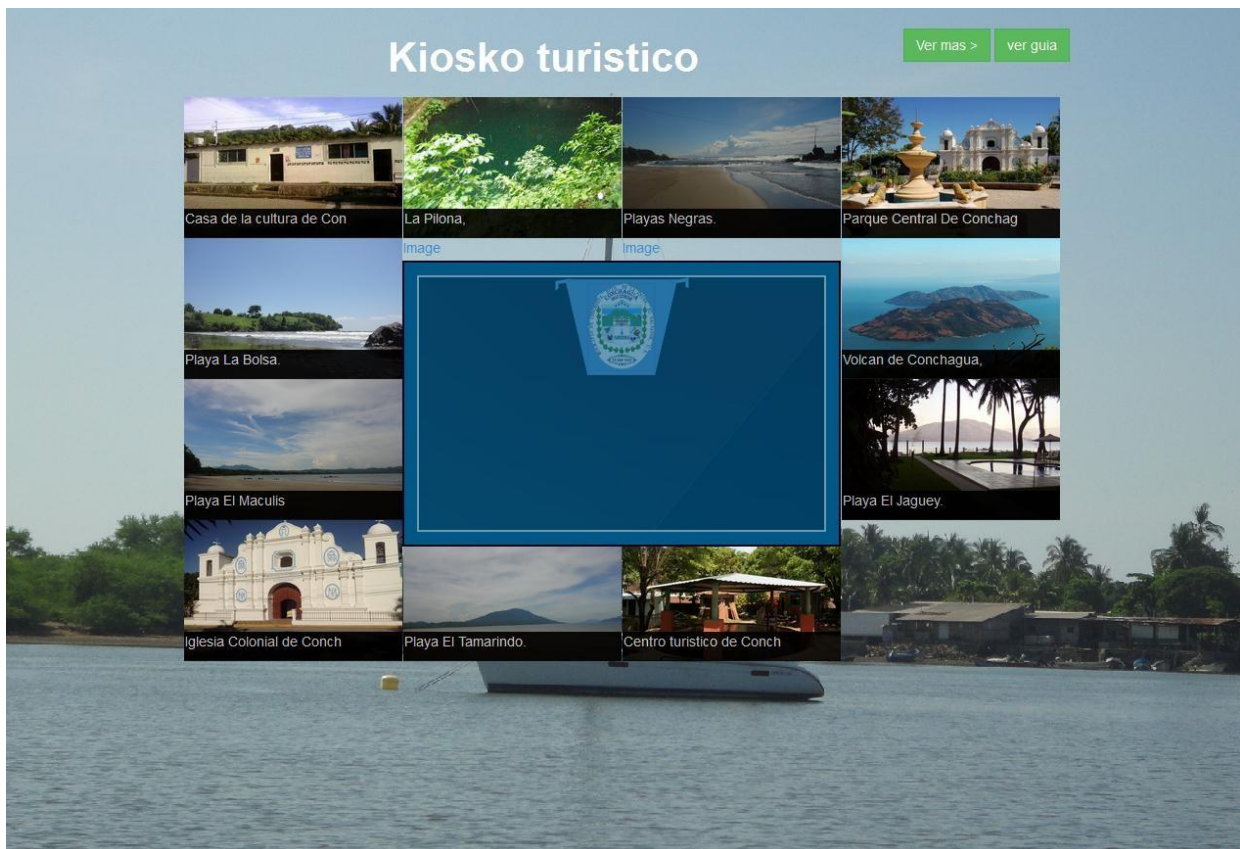 Kiosko turistico
Ver mas >
ver guia
Casa de la cultura de Con
La Pilona,
Playas Negras.
Parque Central De Conchag
Image
Image
Playa La Bolsa.
Volcan de Conchagua,
Playa El Maculis
Playa El Jaguey.
Iglesia Colonial de Conch
Playa El Tamarindo.
Centro turistico de Conch